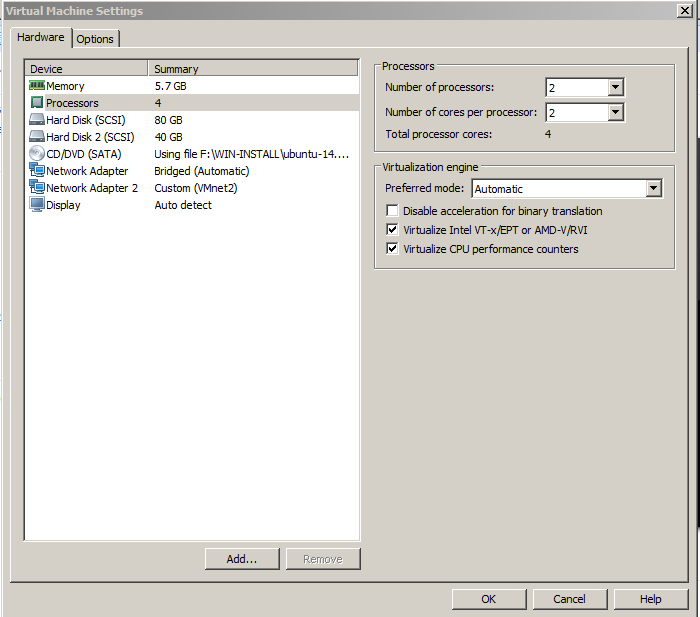 Virtual Machine Settings
Hardware Options
Device Summary
Memory 5.7 GB
Processors 4
Hard Disk (SCSI) 80 GB
Hard Disk 2 (SCSI) 40 GB
CD/DVD (SATA) Using file F:\WIN-INSTALL\ubuntu-14....
Network Adapter Bridged (Automatic)
Network Adapter 2 Custom (VMnet2)
Display Auto detect
Add... Remove
Processors
Number of processors: 2
Number of cores per processor: 2
Total processor cores: 4
Virtualization engine
Preferred mode: Automatic
Disable acceleration for binary translation
Virtualize Intel VT-x/EPT or AMD-V/RVI
Virtualize CPU performance counters
OK Cancel Help